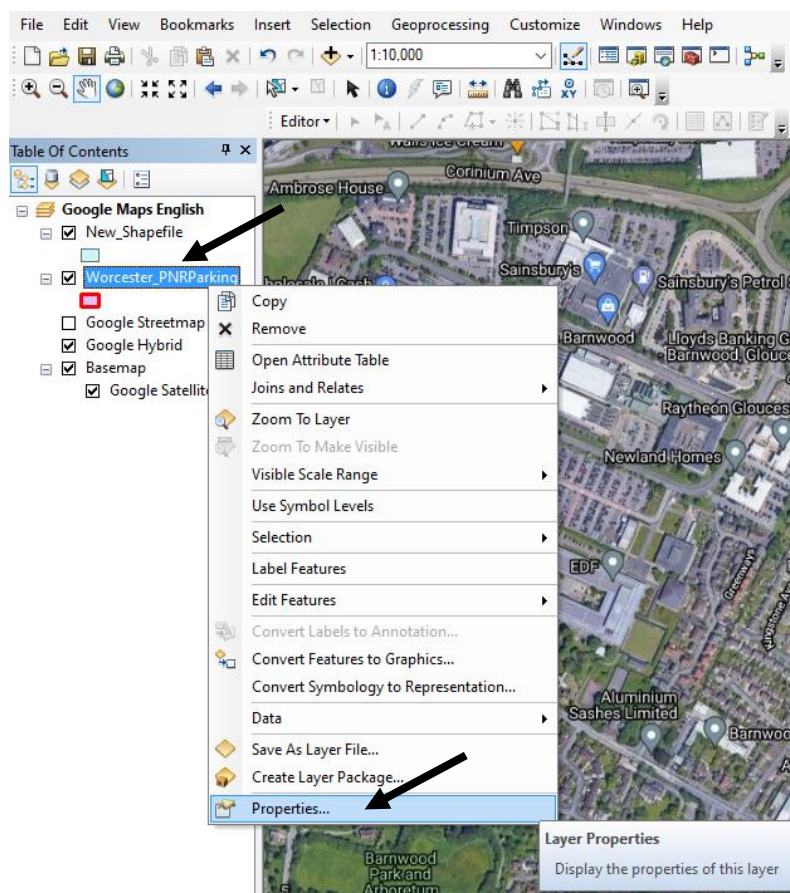 File Edit View Bookmarks Insert Selection Geoprocessing Customize Windows Help
1:10,000
Editor
Table Of Contents
Google Maps English
New_Shapefile
Worcester_PNRParking
Google Streetmap
Google Hybrid
Basemap
Google Satellit
Copy
Remove
Open Attribute Table
Joins and Relates
Zoom To Layer
Zoom To Make Visible
Visible Scale Range
Use Symbol Levels
Selection
Label Features
Edit Features
Convert Labels to Annotation...
Convert Features to Graphics...
Convert Symbology to Representation...
Data
Save As Layer File...
Create Layer Package...
Properties...
Layer Properties
Display the properties of this layer
Corinium Ave
Ambrose House
Timpson
Sainsbury's
Sainsbury's Petrol S
Barnwood
Lloyds Banking G
Barnwood, Glouce
Raytheon Glouces
Newland Homes
EDF
Greenways
Aluminium
Sashes Limited
Barnwoo
Barnwood
Park and
Arboretum